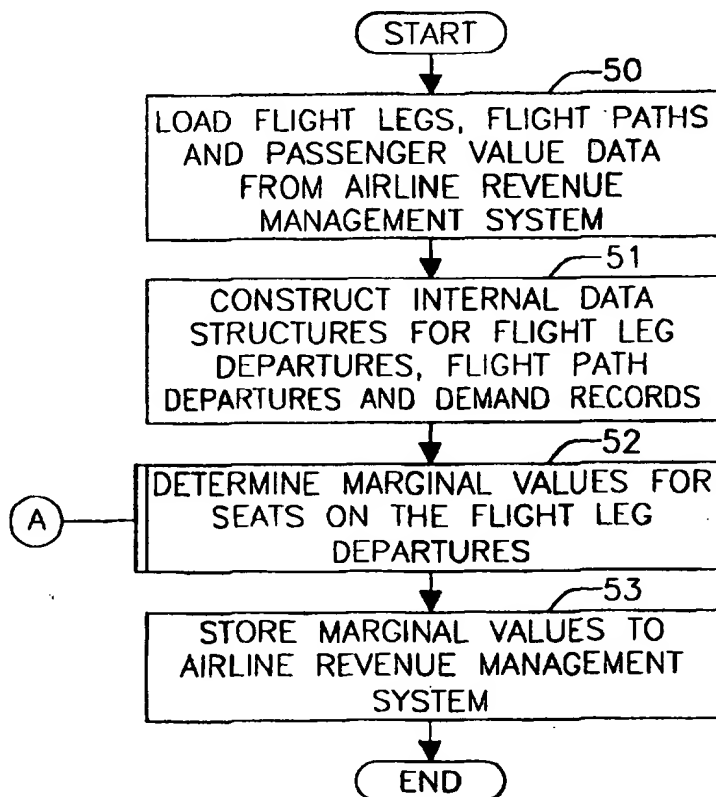 START
50
LOAD FLIGHT LEGS, FLIGHT PATHS
AND PASSENGER VALUE DATA
FROM AIRLINE REVENUE
MANAGEMENT SYSTEM
51
CONSTRUCT INTERNAL DATA
STRUCTURES FOR FLIGHT LEG
DEPARTURES, FLIGHT PATH
DEPARTURES AND DEMAND RECORDS
52
A
DETERMINE MARGINAL VALUES FOR
SEATS ON THE FLIGHT LEG
DEPARTURES
53
STORE MARGINAL VALUES TO
AIRLINE REVENUE MANAGEMENT
SYSTEM
END